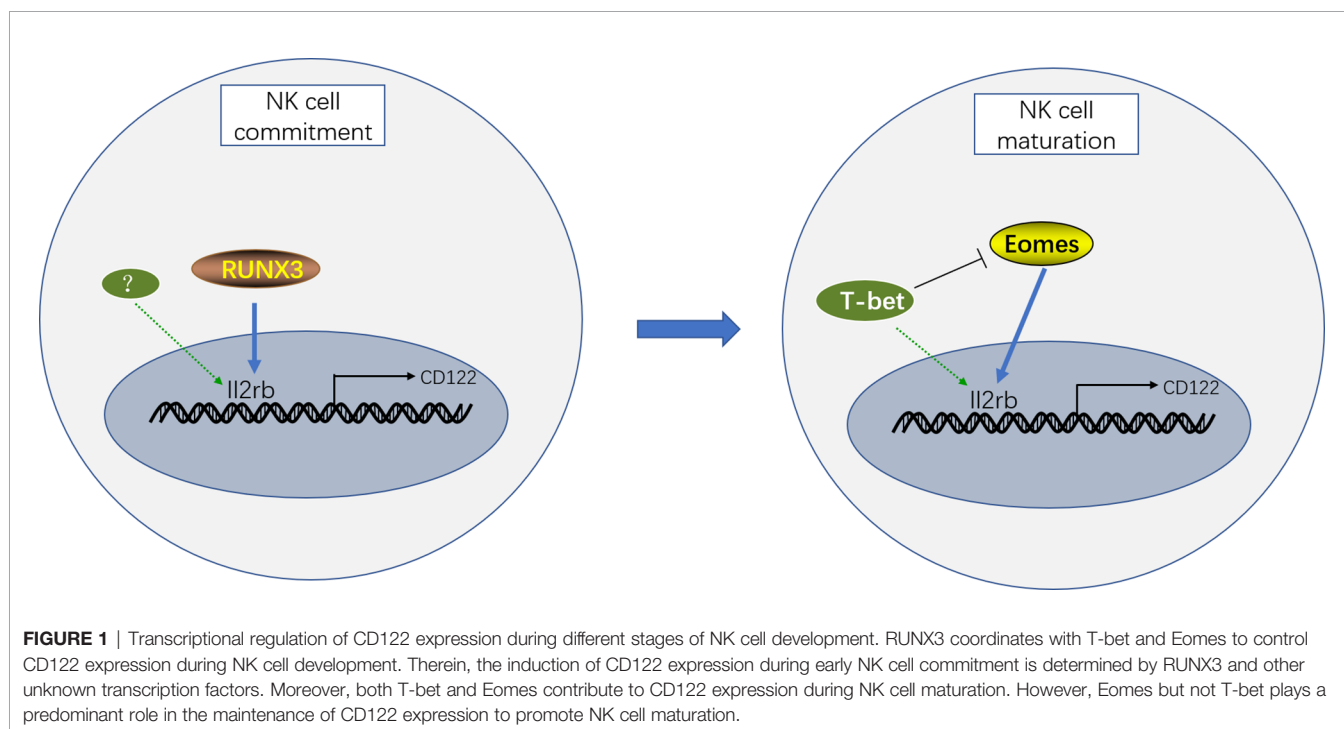 NK cell
commitment
RUNX3
?
Il2rb
CD122
NK cell
maturation
Eomes
T-bet
Il2rb
CD122
FIGURE 1 | Transcriptional regulation of CD122 expression during different stages of NK cell development. RUNX3 coordinates with T-bet and Eomes to control
CD122 expression during NK cell development. Therein, the induction of CD122 expression during early NK cell commitment is determined by RUNX3 and other
unknown transcription factors. Moreover, both T-bet and Eomes contribute to CD122 expression during NK cell maturation. However, Eomes but not T-bet plays a
predominant role in the maintenance of CD122 expression to promote NK cell maturation.